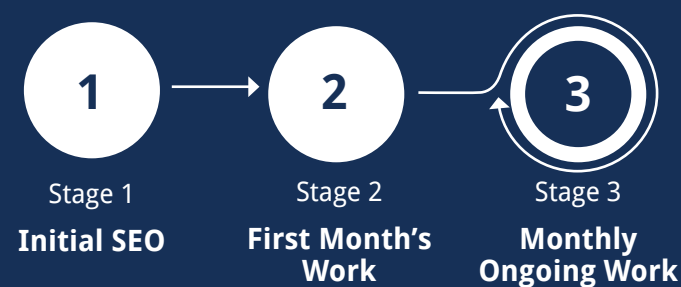 1
2
3
Stage 1
Stage 2
Stage 3
Initial SEO
First Month’s
Work
Monthly
Ongoing Work